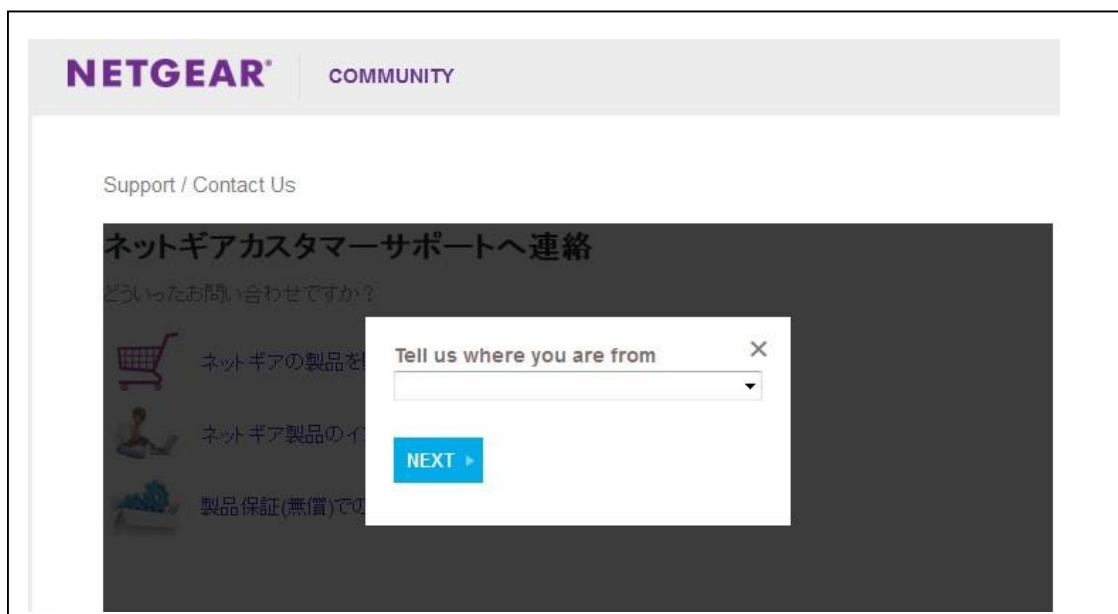 NETGEAR®
COMMUNITY
Support / Contact Us
ネットギアカスタマーサポートへ連絡
どういったお問い合わせですか？
ネットギアの製品を
Tell us where you are from
ネットギア製品のイ
NEXT
製品保証(無償)での